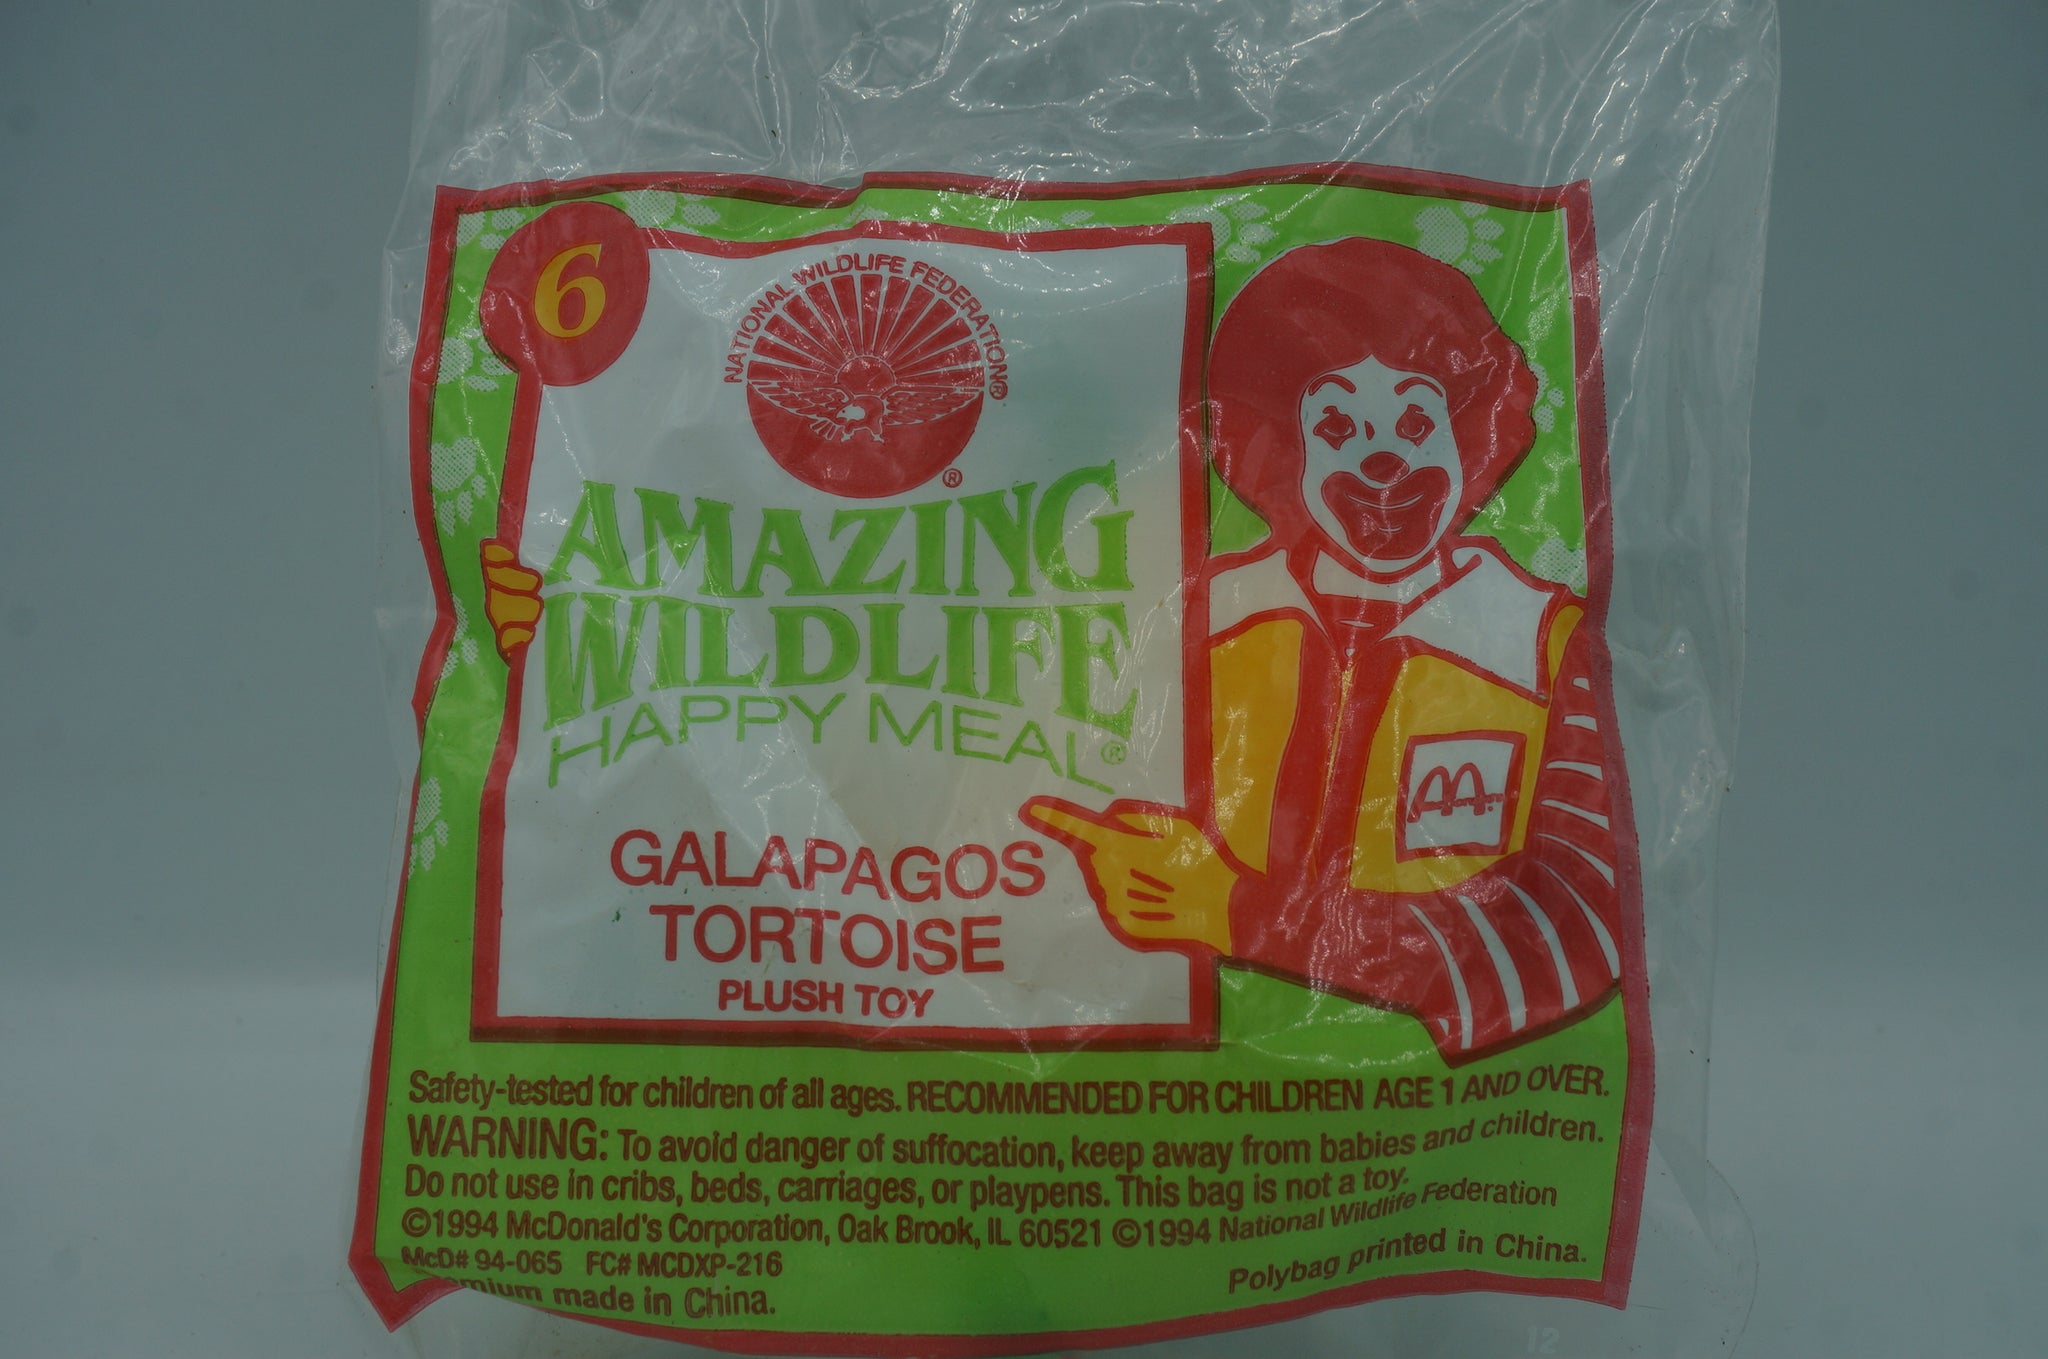 6
NATIONAL WILDLIFE FEDERATION®
®
AMAZING
WILDLIFE
HAPPY MEAL®
GALAPAGOS
TORTOISE
PLUSH TOY
Safety-tested for children of all ages. RECOMMENDED FOR CHILDREN AGE 1 AND OVER.
WARNING: To avoid danger of suffocation, keep away from babies and children.
Do not use in cribs, beds, carriages, or playpens. This bag is not a toy.
©1994 McDonald's Corporation, Oak Brook, IL 60521 ©1994 National Wildlife Federation
McD# 94-065 FC# MCDXP-216
made in China.
Polybag printed in China.
12